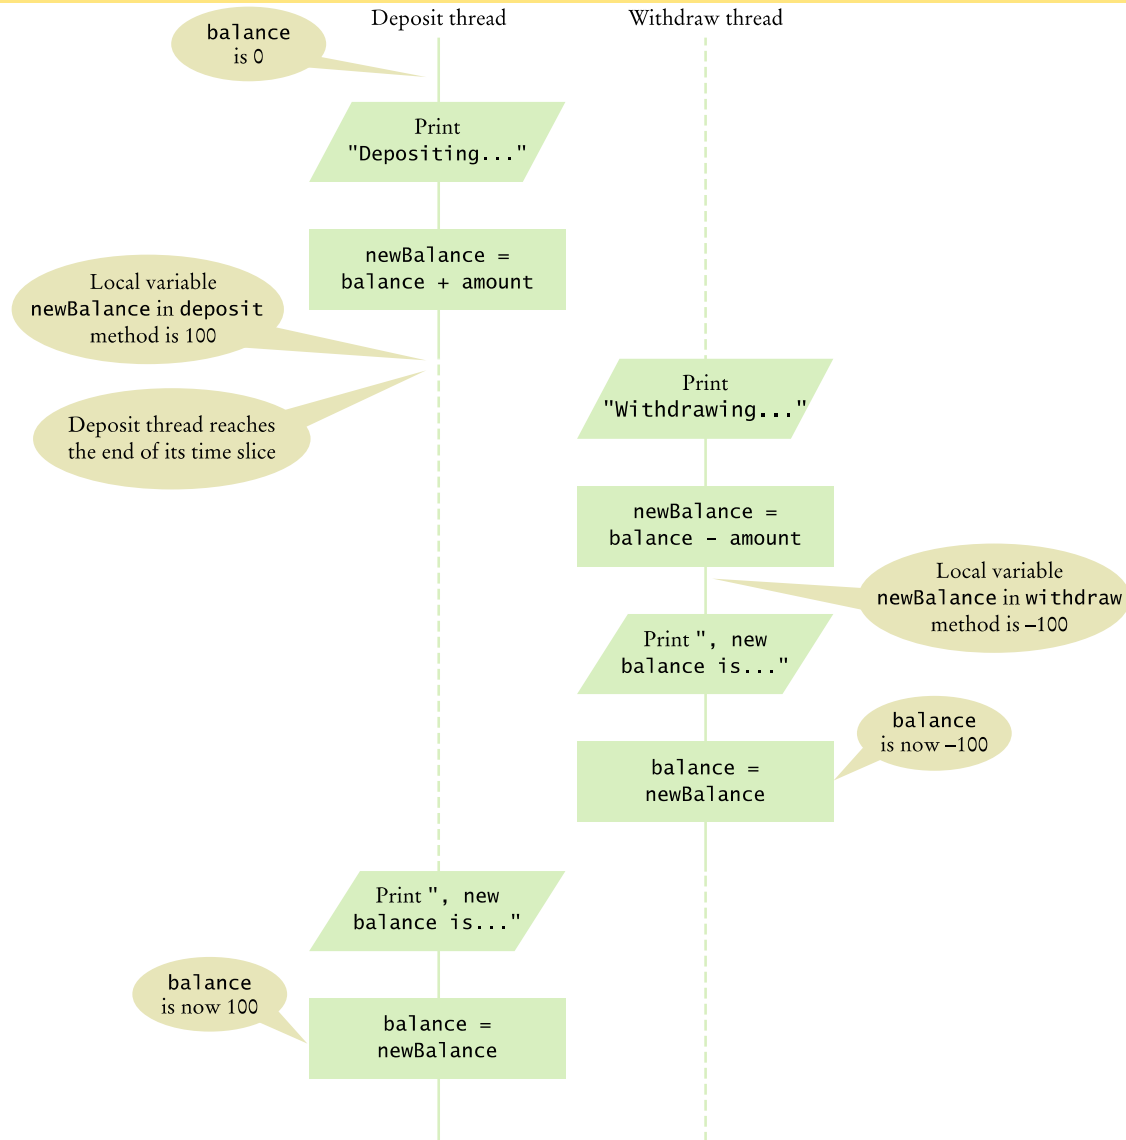 Deposit thread
Withdraw thread
balance
is 0
Print
"Depositing..."
newBalance =
balance + amount
Local variable
newBalance in deposit
method is 100
Deposit thread reaches
the end of its time slice
Print
"Withdrawing..."
newBalance =
balance – amount
Local variable
newBalance in withdraw
method is –100
Print ", new
balance is..."
balance
is now –100
balance =
newBalance
Print ", new
balance is..."
balance
is now 100
balance =
newBalance